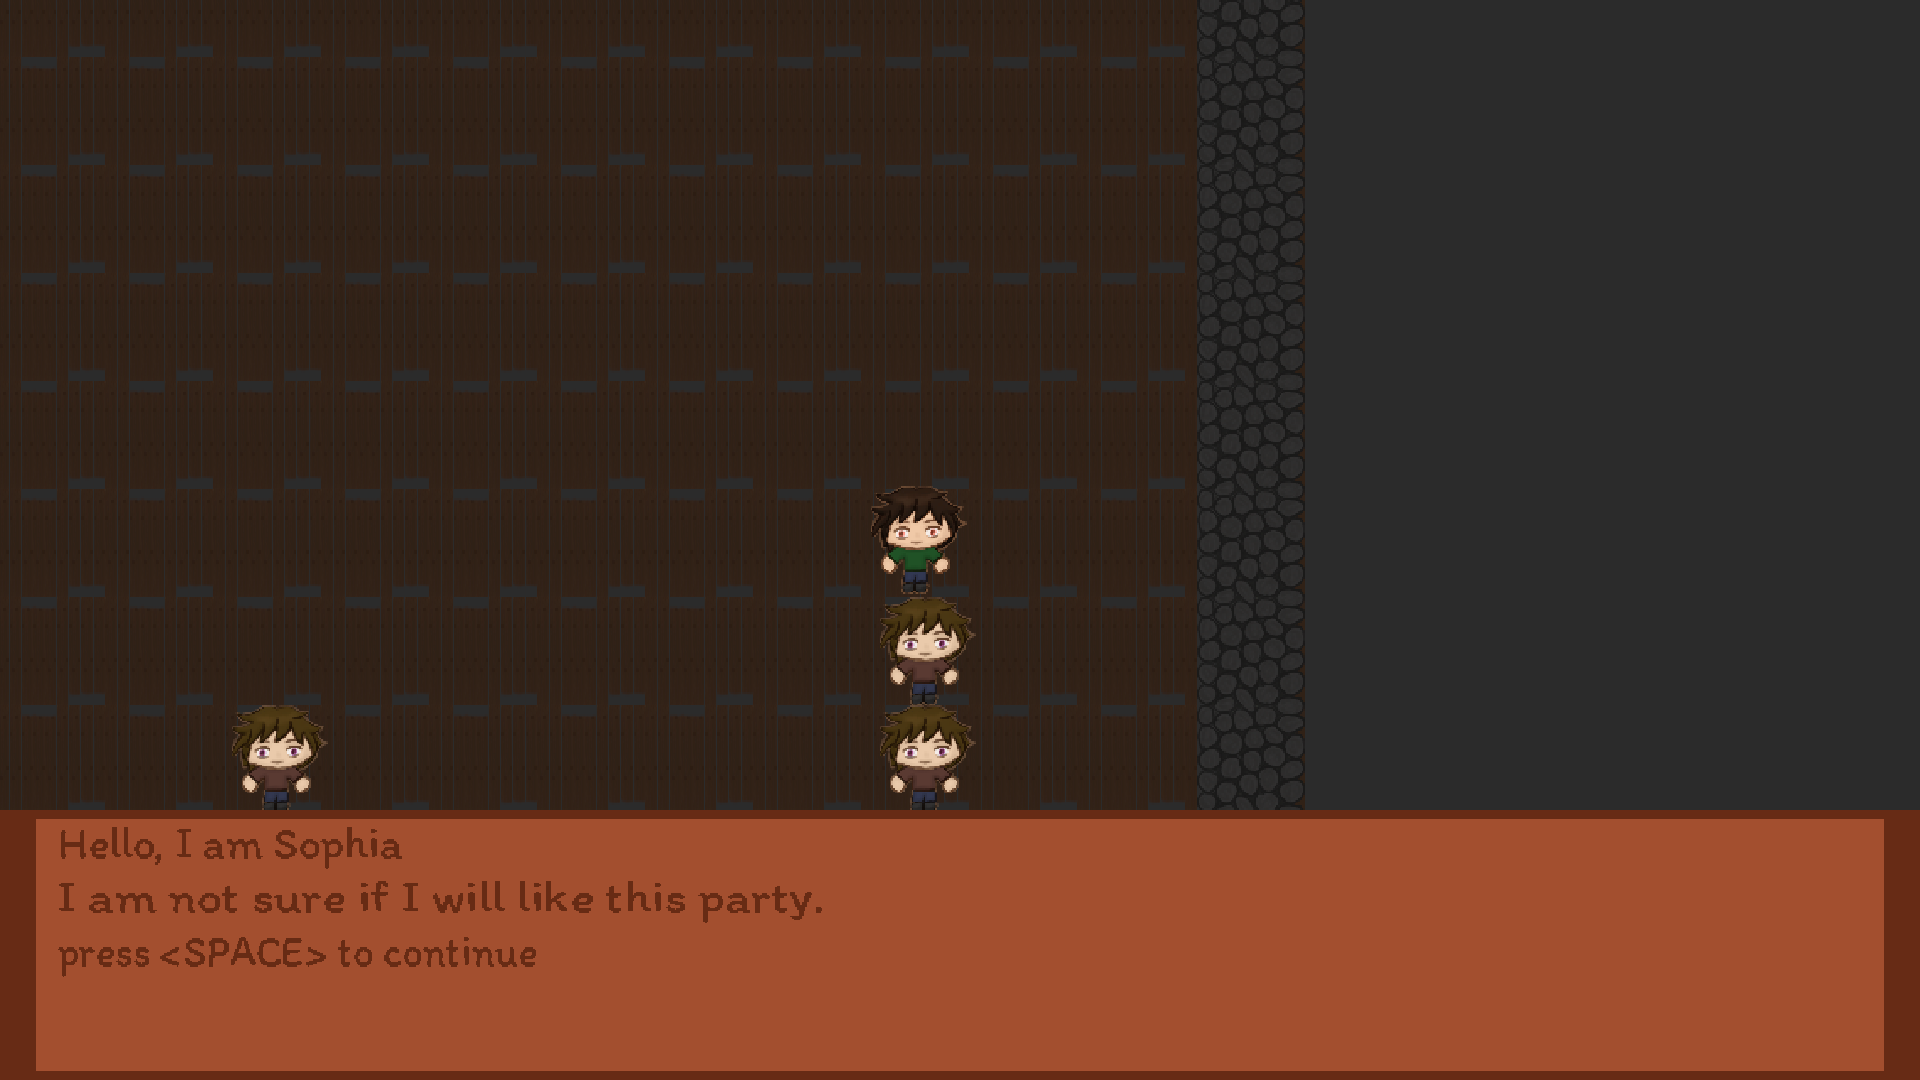 Hello, I am Sophia
I am not sure if I will like this party.
press <SPACE> to continue